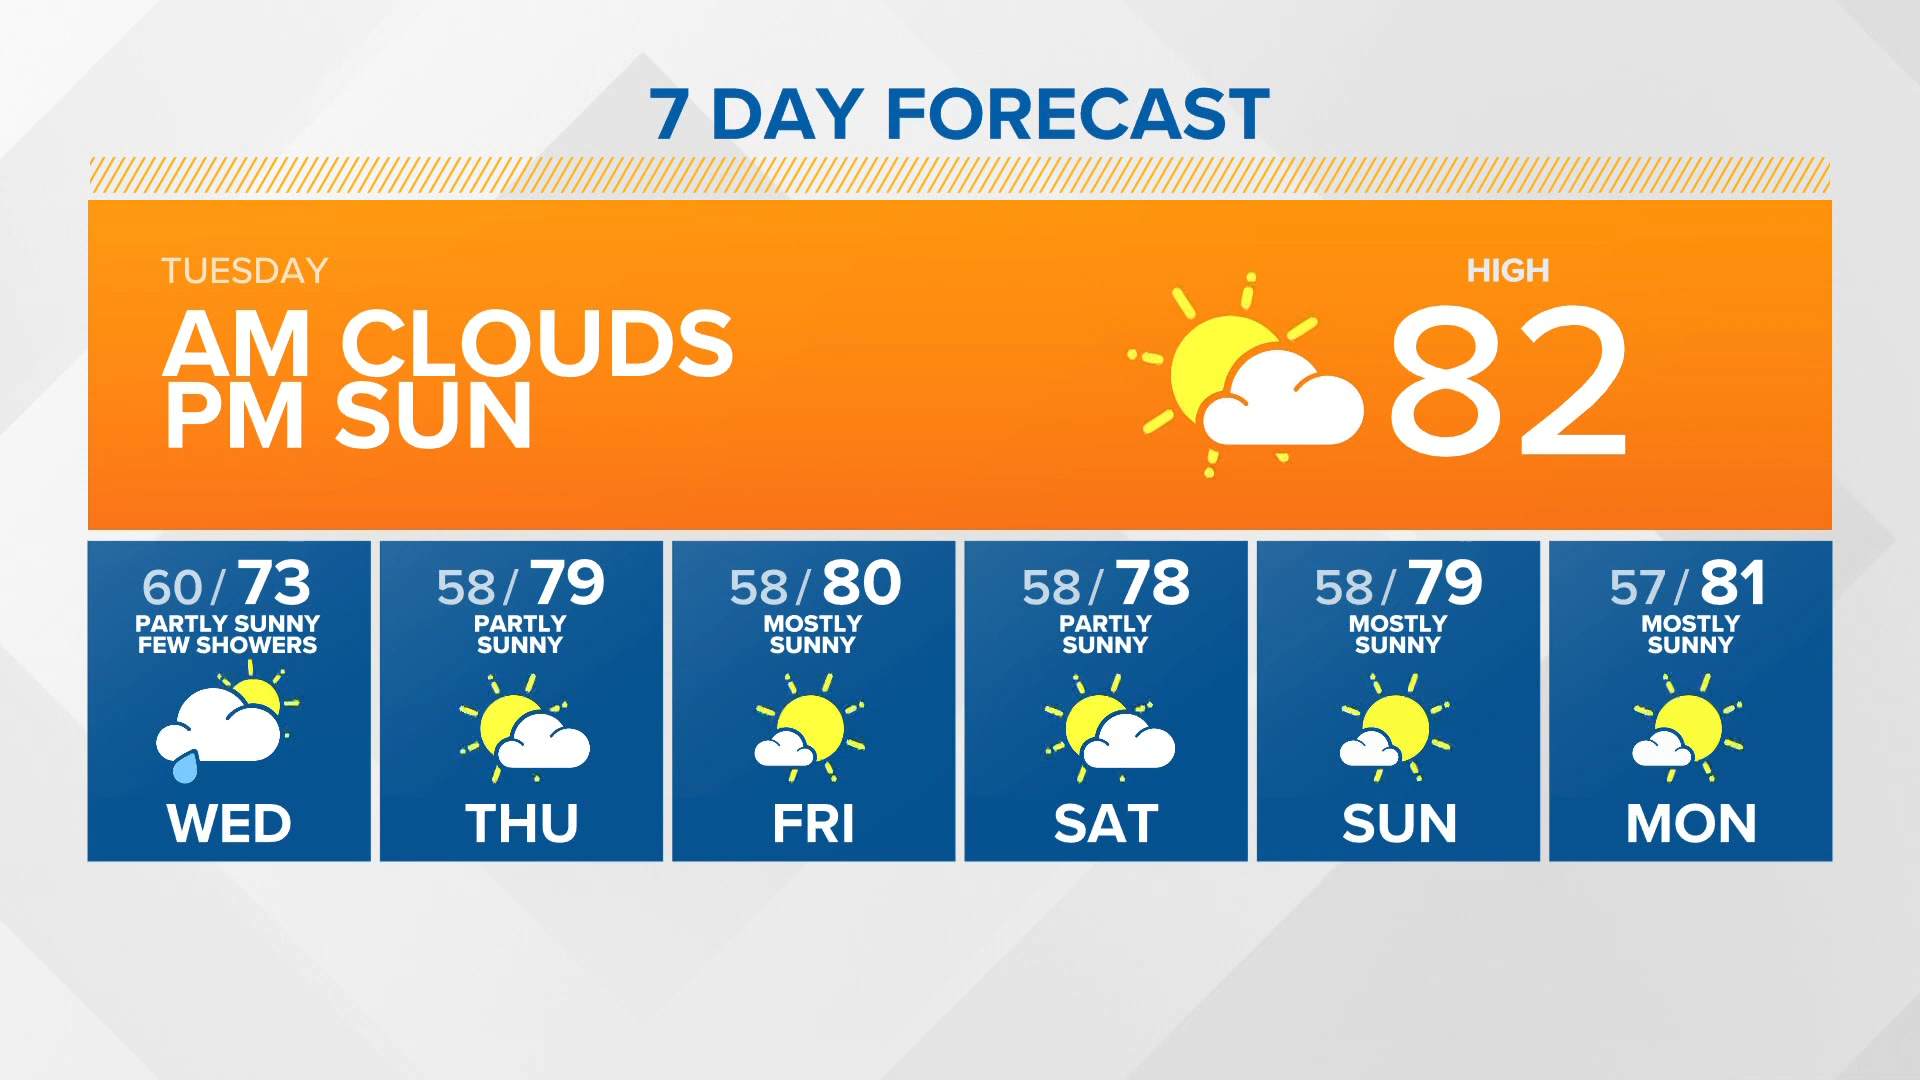 7 DAY FORECAST
TUESDAY
AM CLOUDS
PM SUN
HIGH
82
60 / 73
PARTLY SUNNY
FEW SHOWERS
WED
58 / 79
PARTLY
SUNNY
THU
58 / 80
MOSTLY
SUNNY
FRI
58 / 78
PARTLY
SUNNY
SAT
58 / 79
MOSTLY
SUNNY
SUN
57 / 81
MOSTLY
SUNNY
MON